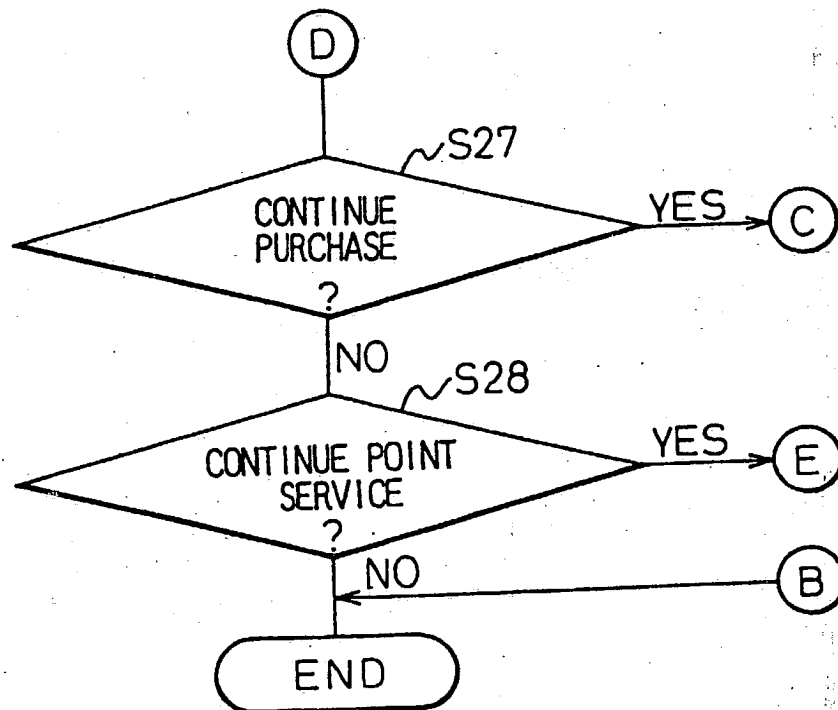 D
S27
CONTINUE
PURCHASE
?
YES
C
NO
S28
CONTINUE POINT
SERVICE
?
YES
E
NO
B
END